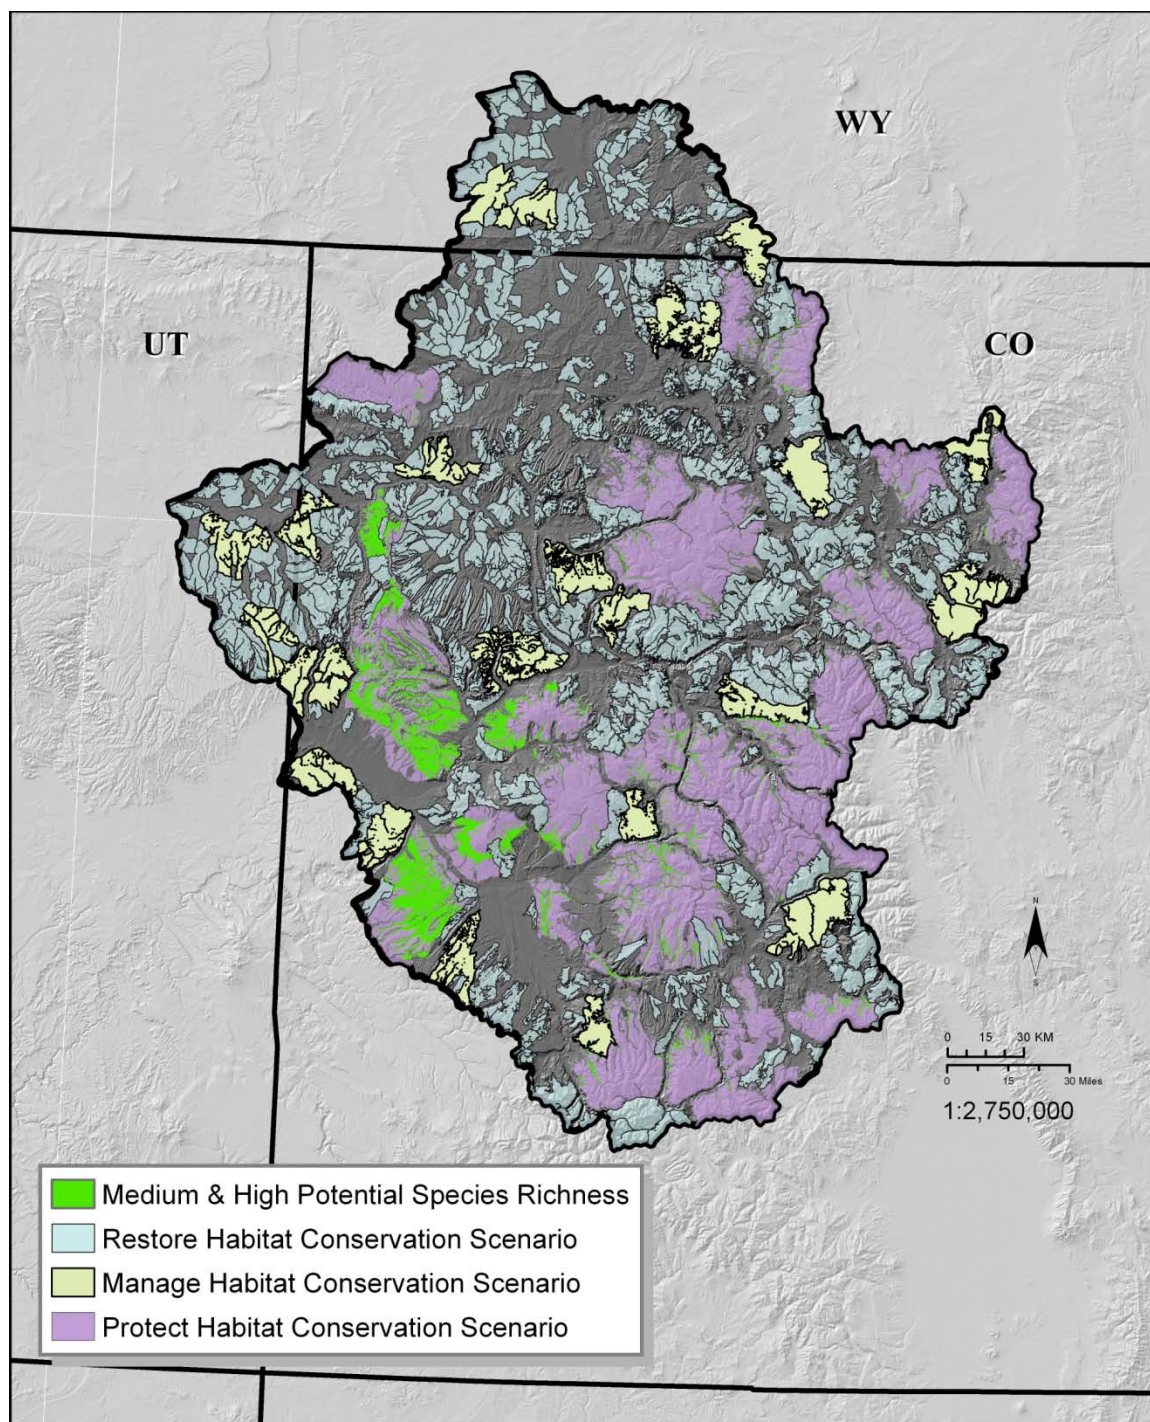 WY
UT
CO
N
S
0 15 30 KM
0 15 30 Miles
1:2,750,000
Medium & High Potential Species Richness
Restore Habitat Conservation Scenario
Manage Habitat Conservation Scenario
Protect Habitat Conservation Scenario